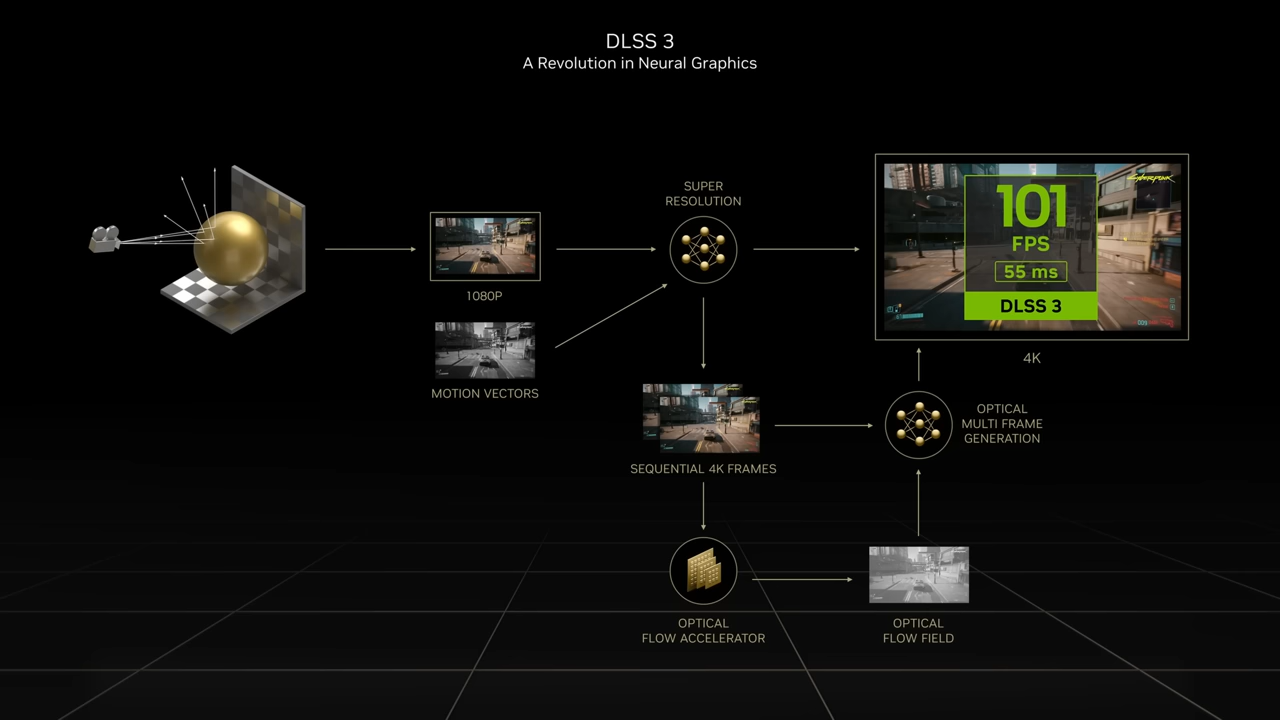 DLSS 3
A Revolution in Neural Graphics
SUPER
RESOLUTION
1080P
MOTION VECTORS
CYBERPUNK
101
FPS
55 ms
DLSS 3
4K
SEQUENTIAL 4K FRAMES
OPTICAL
MULTI FRAME
GENERATION
OPTICAL
FLOW ACCELERATOR
OPTICAL
FLOW FIELD